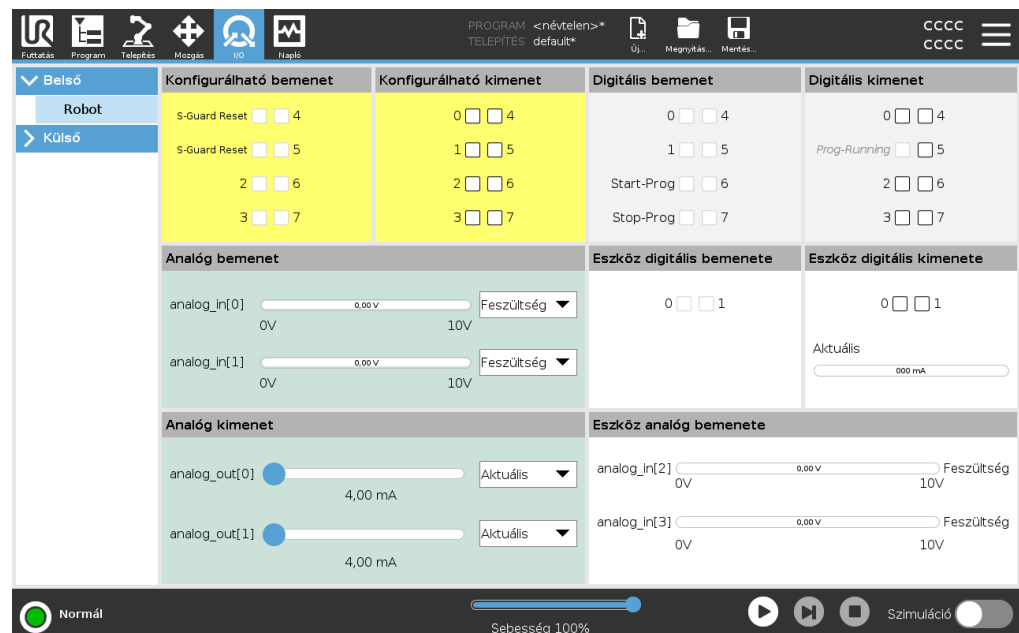 PROGRAM <névtelen>*
TELEPÍTÉS default*
CCCC
CCCC
Futtatás Program Telepítés Mozgás I/O Napló Új... Megnyitás... Mentés...
Belső
Robot
Külső
Konfigurálható bemenet
S-Guard Reset 4
S-Guard Reset 5
2 6
3 7
Konfigurálható kimenet
0 4
1 5
2 6
3 7
Digitális bemenet
0 4
1 5
Start-Prog 6
Stop-Prog 7
Digitális kimenet
0 4
Prog-Running 5
2 6
3 7
Analóg bemenet
analog_in[0] 0,00 V Feszültség
0V 10V
analog_in[1] 0,00 V Feszültség
0V 10V
Eszköz digitális bemenete
0 1
Eszköz digitális kimenete
0 1
Aktuális
000 mA
Analóg kimenet
analog_out[0] Aktuális
4,00 mA
analog_out[1] Aktuális
4,00 mA
Eszköz analóg bemenete
analog_in[2] 0,00 V Feszültség
0V 10V
analog_in[3] 0,00 V Feszültség
0V 10V
Normál
Sebesség 100%
Szimuláció